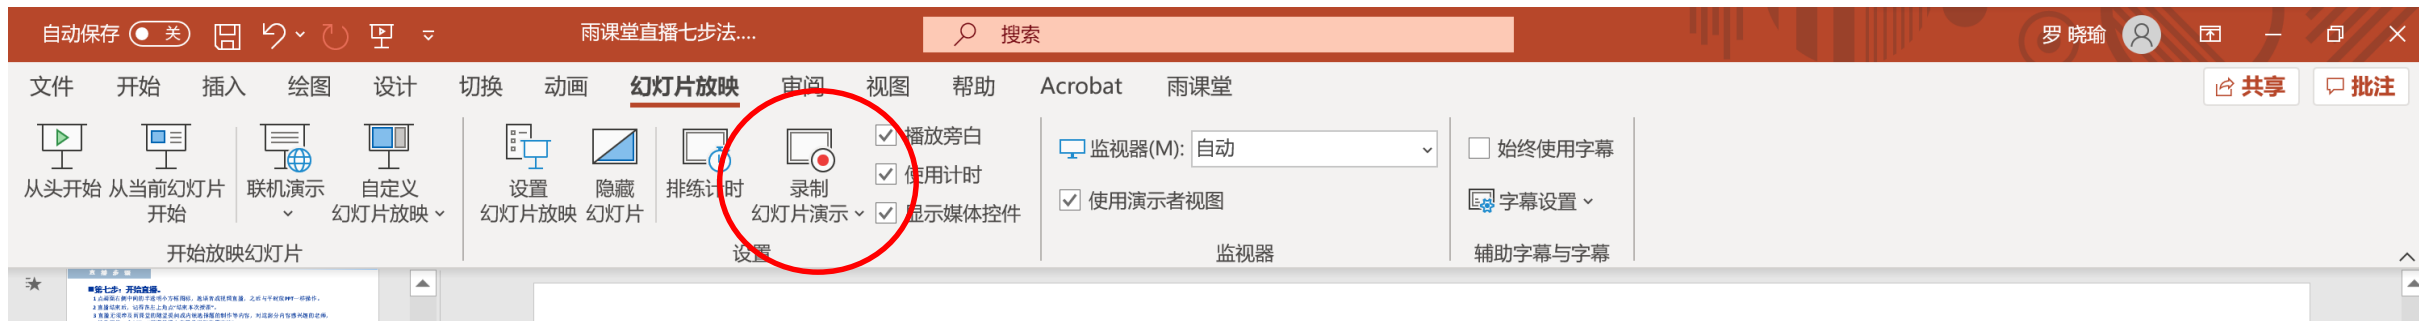 自动保存 关 雨课堂直播七步法.... 搜索 罗 晓瑜
文件 开始 插入 绘图 设计 切换 动画 幻灯片放映 审阅 视图 帮助 Acrobat 雨课堂 共享 批注
从头开始
从当前幻灯片
开始
联机演示
自定义
幻灯片放映
开始放映幻灯片
设置
幻灯片放映
隐藏
幻灯片
排练计时
录制
幻灯片演示
播放旁白
使用计时
显示媒体控件
设置
监视器(M): 自动
使用演示者视图
监视器
始终使用字幕
字幕设置
辅助字幕与字幕
■第七步：开始直播。